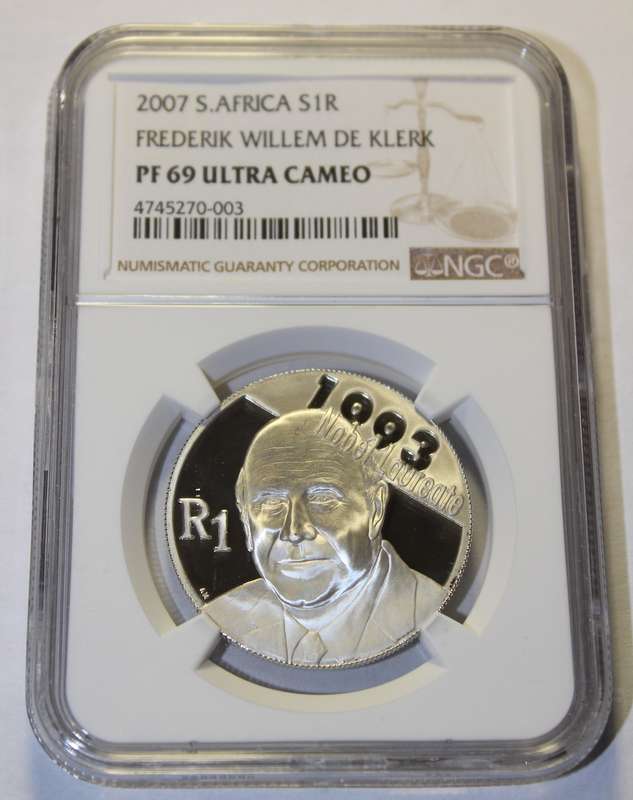 2007 S.AFRICA S1R
FREDERIK WILLEM DE KLERK
PF 69 ULTRA CAMEO
4745270-003
NUMISMATIC GUARANTY CORPORATION
NGC®
1993
Nobel Laureate
R1